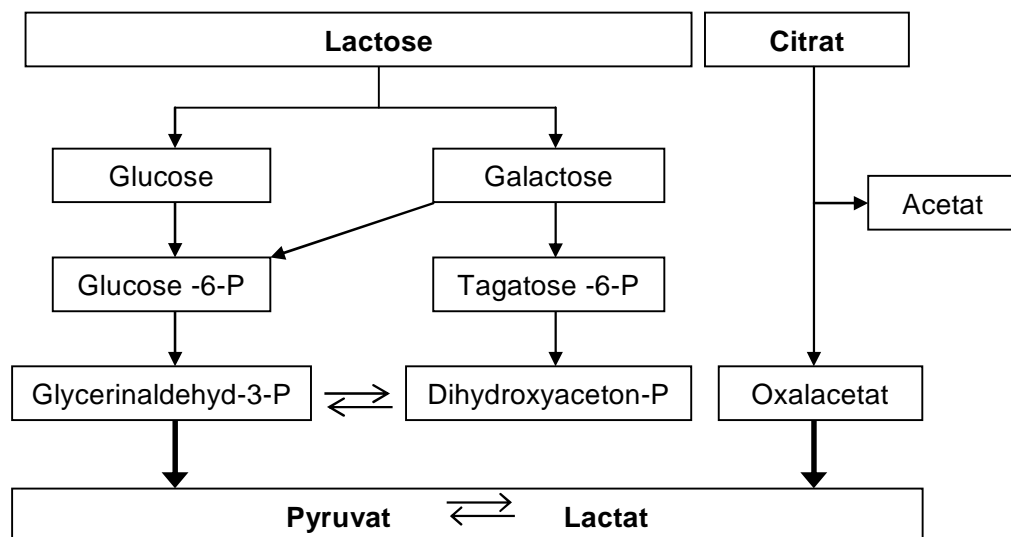 Lactose
Citrat
Glucose
Galactose
Acetat
Glucose -6-P
Tagatose -6-P
Glycerinaldehyd-3-P
Dihydroxyaceton-P
Oxalacetat
Pyruvat
Lactat